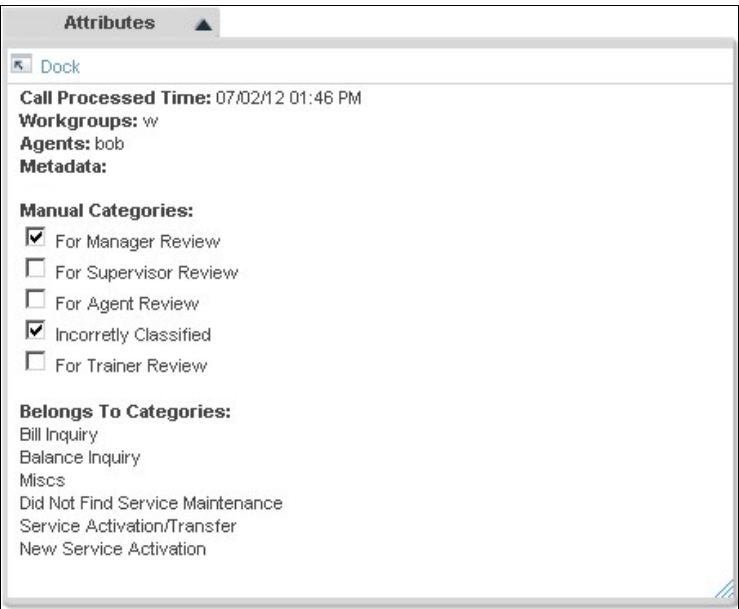 Attributes
Dock
Call Processed Time: 07/02/12 01:46 PM
Workgroups: w
Agents: bob
Metadata:
Manual Categories:
For Manager Review
For Supervisor Review
For Agent Review
Incorretly Classified
For Trainer Review
Belongs To Categories:
Bill Inquiry
Balance Inquiry
Miscs
Did Not Find Service Maintenance
Service Activation/Transfer
New Service Activation